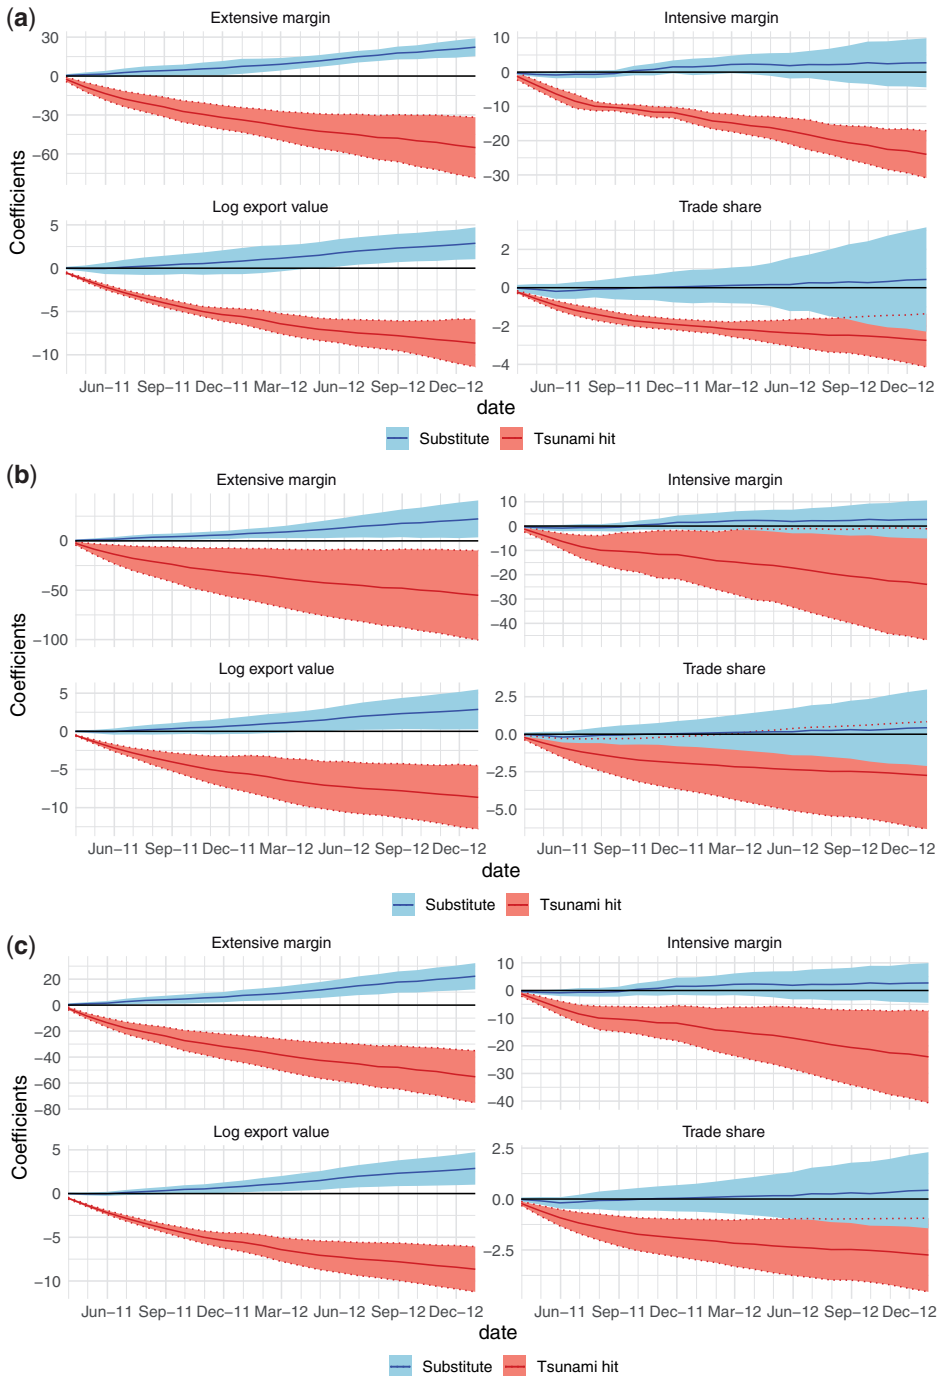 (a)
Extensive margin Intensive margin
30
0
−30
−60
10
0
−10
−20
−30
Log export value Trade share
5
0
−5
−10
2
0
−2
−4
Coefficients
Jun−11 Sep−11 Dec−11 Mar−12 Jun−12 Sep−12 Dec−12 Jun−11 Sep−11 Dec−11 Mar−12 Jun−12 Sep−12 Dec−12
date
Substitute Tsunami hit
(b)
Extensive margin Intensive margin
0
−50
−100
10
0
−10
−20
−30
−40
Log export value Trade share
5
0
−5
−10
2.5
0.0
−2.5
−5.0
Coefficients
Jun−11 Sep−11 Dec−11 Mar−12 Jun−12 Sep−12 Dec−12 Jun−11 Sep−11 Dec−11 Mar−12 Jun−12 Sep−12 Dec−12
date
Substitute Tsunami hit
(c)
Extensive margin Intensive margin
20
0
−20
−40
−60
−80
10
0
−10
−20
−30
−40
Log export value Trade share
5
0
−5
−10
2.5
0.0
−2.5
Coefficients
Jun−11 Sep−11 Dec−11 Mar−12 Jun−12 Sep−12 Dec−12 Jun−11 Sep−11 Dec−11 Mar−12 Jun−12 Sep−12 Dec−12
date
Substitute Tsunami hit